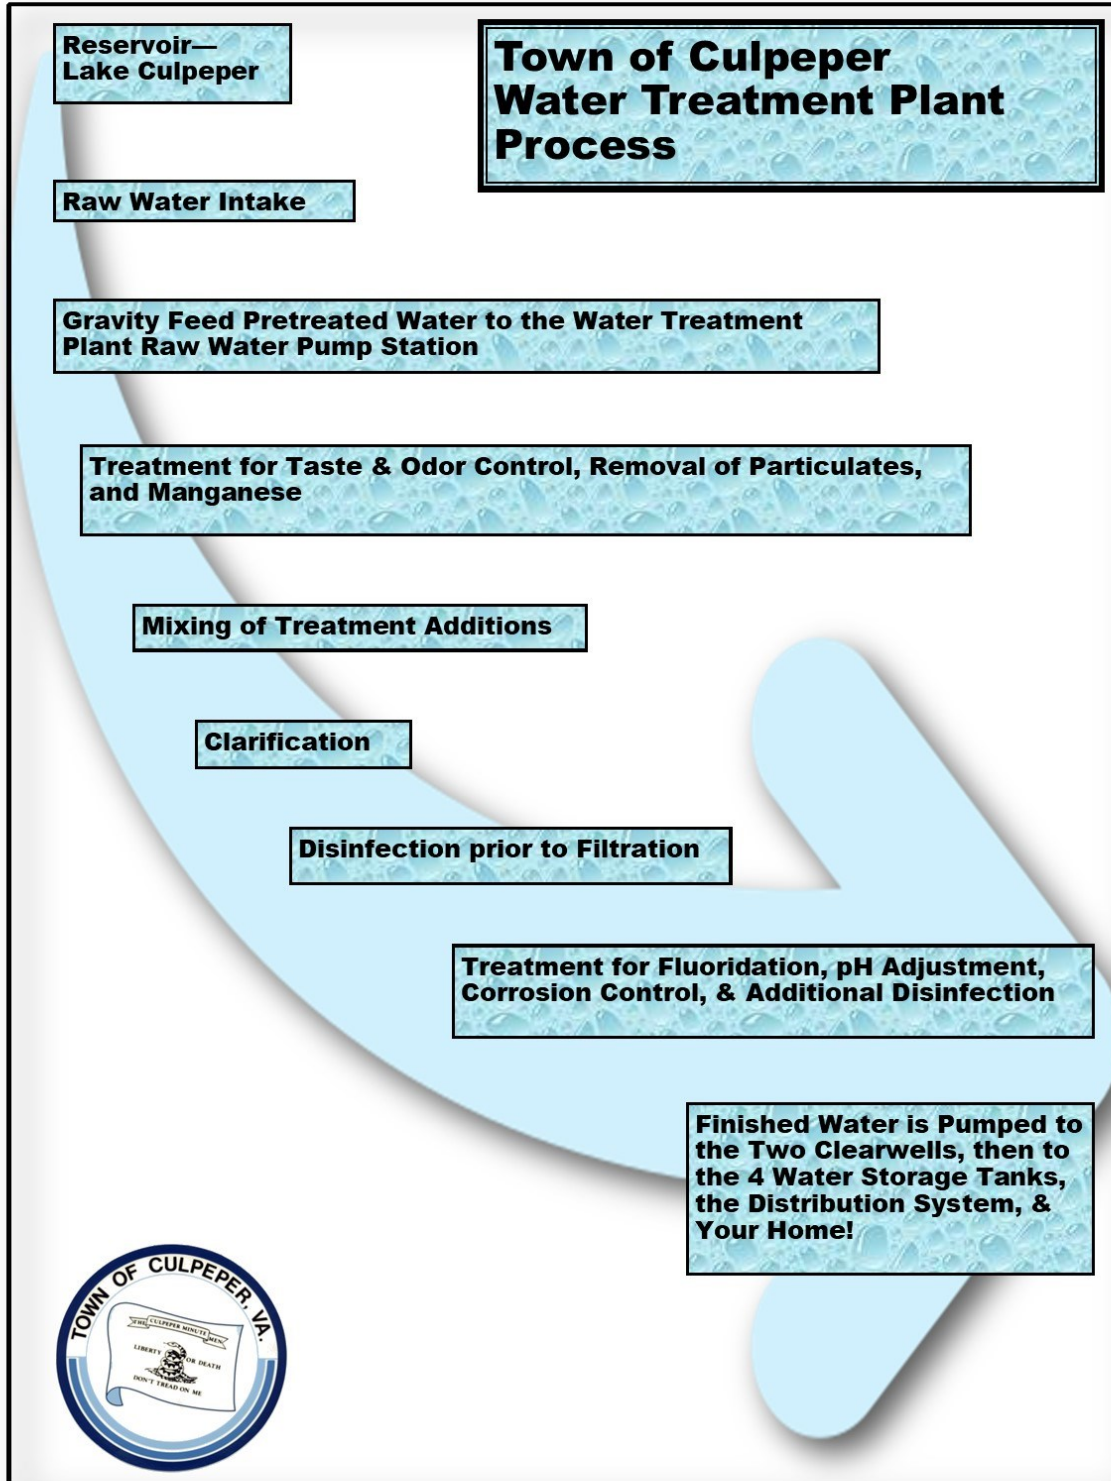 Reservoir—
Lake Culpeper
Town of Culpeper
Water Treatment Plant
Process
Raw Water Intake
Gravity Feed Pretreated Water to the Water Treatment
Plant Raw Water Pump Station
Treatment for Taste & Odor Control, Removal of Particulates,
and Manganese
Mixing of Treatment Additions
Clarification
Disinfection prior to Filtration
Treatment for Fluoridation, pH Adjustment,
Corrosion Control, & Additional Disinfection
Finished Water is Pumped to
the Two Clearwells, then to
the 4 Water Storage Tanks,
the Distribution System, &
Your Home!
TOWN OF CULPEPER, VA.
THE CULPEPER MINUTE MEN
LIBERTY OR DEATH
DON'T TREAD ON ME